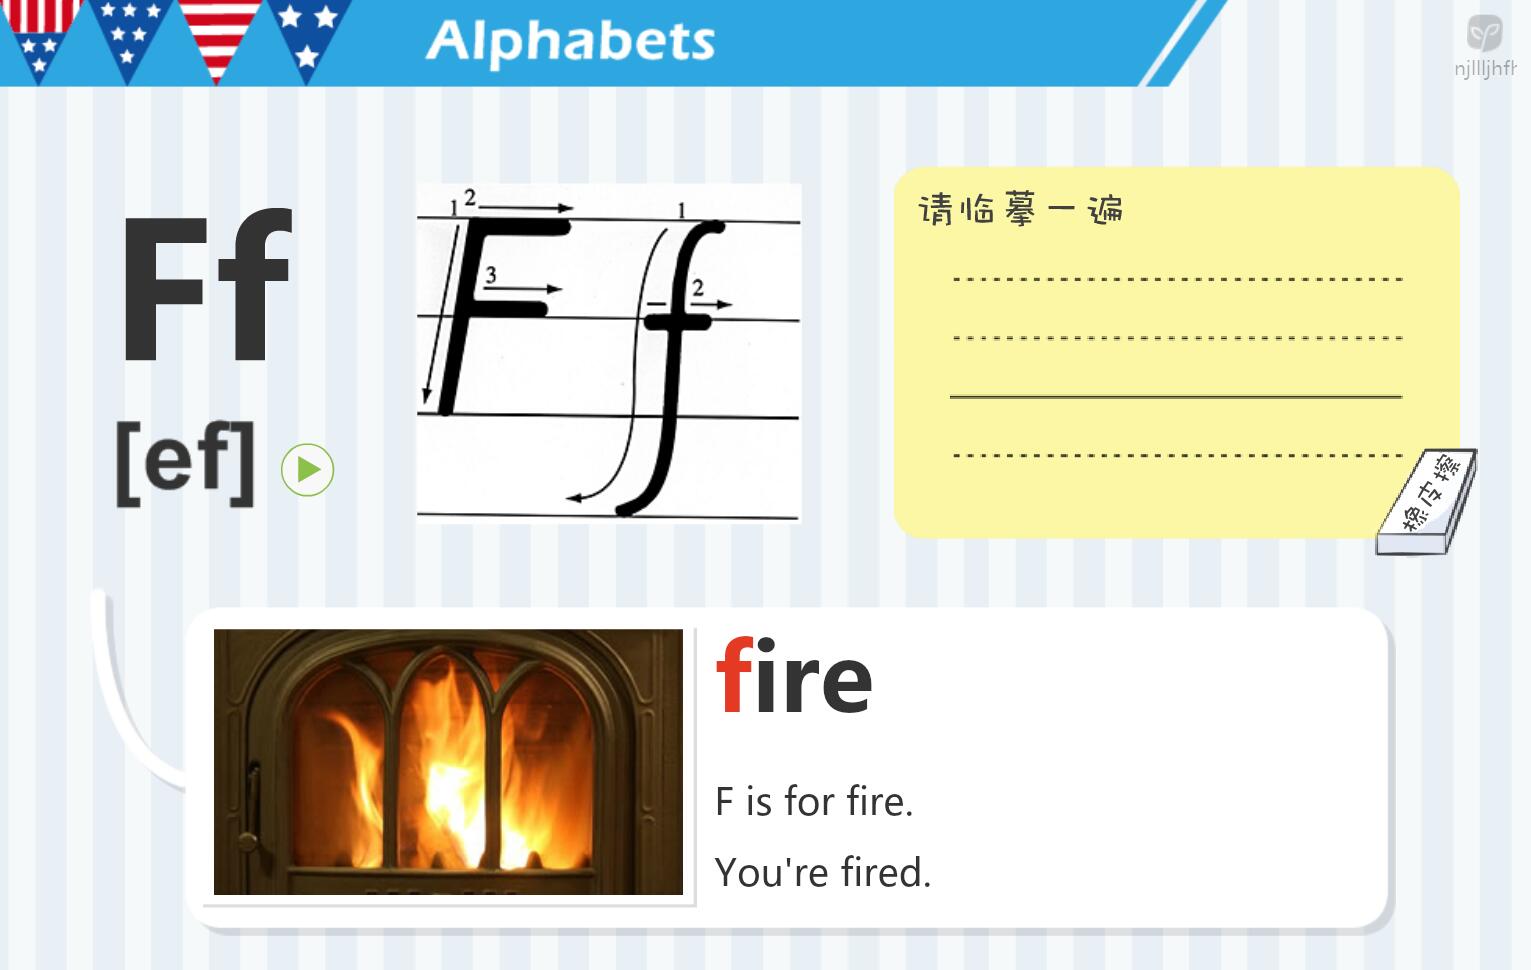 Alphabets
njllljhfh
Ff
1 2
3
1
2
请临摹一遍
[ef]
橡皮擦
fire
F is for fire.
You're fired.